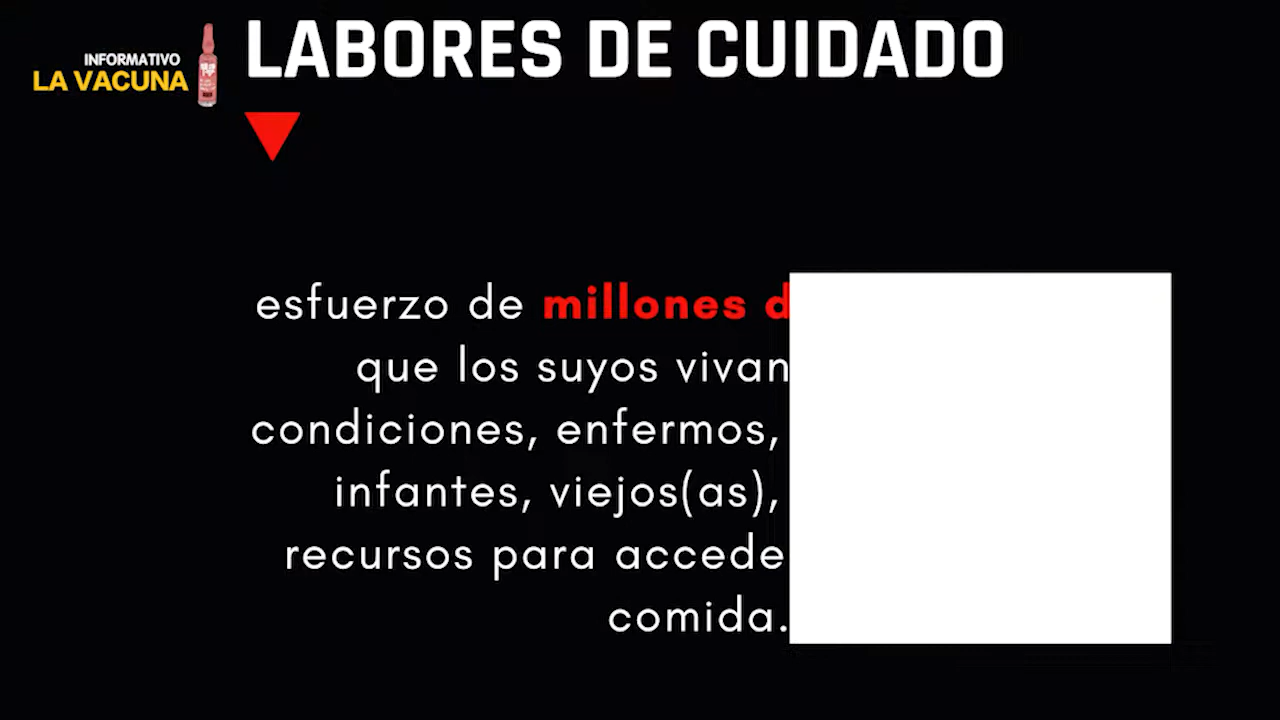 INFORMATIVO
LA VACUNA
LABORES DE CUIDADO
esfuerzo de millones
que los suyos vivan
condiciones, enfermos,
infantes, viejos(as),
recursos para
comida.